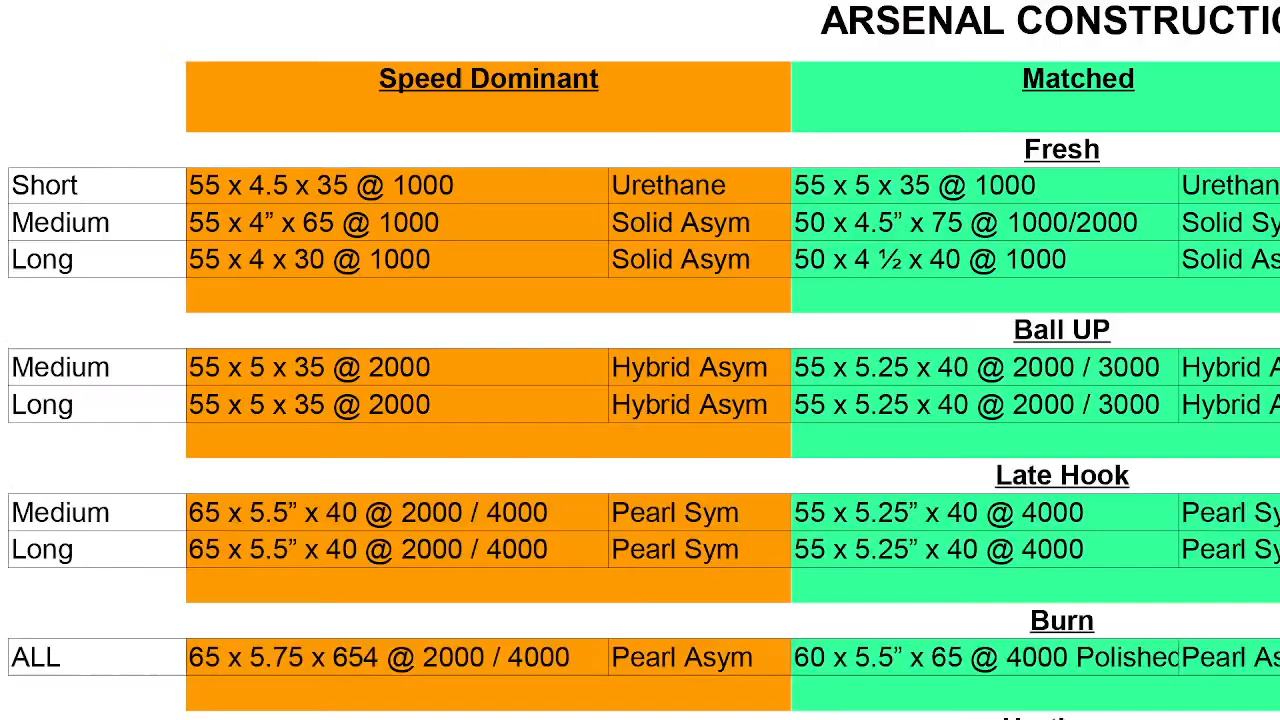 ARSENAL CONSTRUCTI
Speed Dominant Matched
Fresh
Short 55 x 4.5 x 35 @ 1000 Urethane 55 x 5 x 35 @ 1000 Urethan
Medium 55 x 4” x 65 @ 1000 Solid Asym 50 x 4.5” x 75 @ 1000/2000 Solid Sy
Long 55 x 4 x 30 @ 1000 Solid Asym 50 x 4 ½ x 40 @ 1000 Solid As
Ball UP
Medium 55 x 5 x 35 @ 2000 Hybrid Asym 55 x 5.25 x 40 @ 2000 / 3000 Hybrid A
Long 55 x 5 x 35 @ 2000 Hybrid Asym 55 x 5.25 x 40 @ 2000 / 3000 Hybrid A
Late Hook
Medium 65 x 5.5” x 40 @ 2000 / 4000 Pearl Sym 55 x 5.25” x 40 @ 4000 Pearl Sy
Long 65 x 5.5” x 40 @ 2000 / 4000 Pearl Sym 55 x 5.25” x 40 @ 4000 Pearl Sy
Burn
ALL 65 x 5.75 x 654 @ 2000 / 4000 Pearl Asym 60 x 5.5” x 65 @ 4000 Polished Pearl As